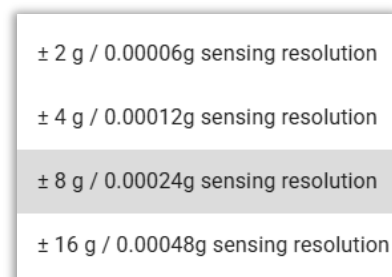 ± 2 g / 0.00006g sensing resolution
± 4 g / 0.00012g sensing resolution
± 8 g / 0.00024g sensing resolution
± 16 g / 0.00048g sensing resolution